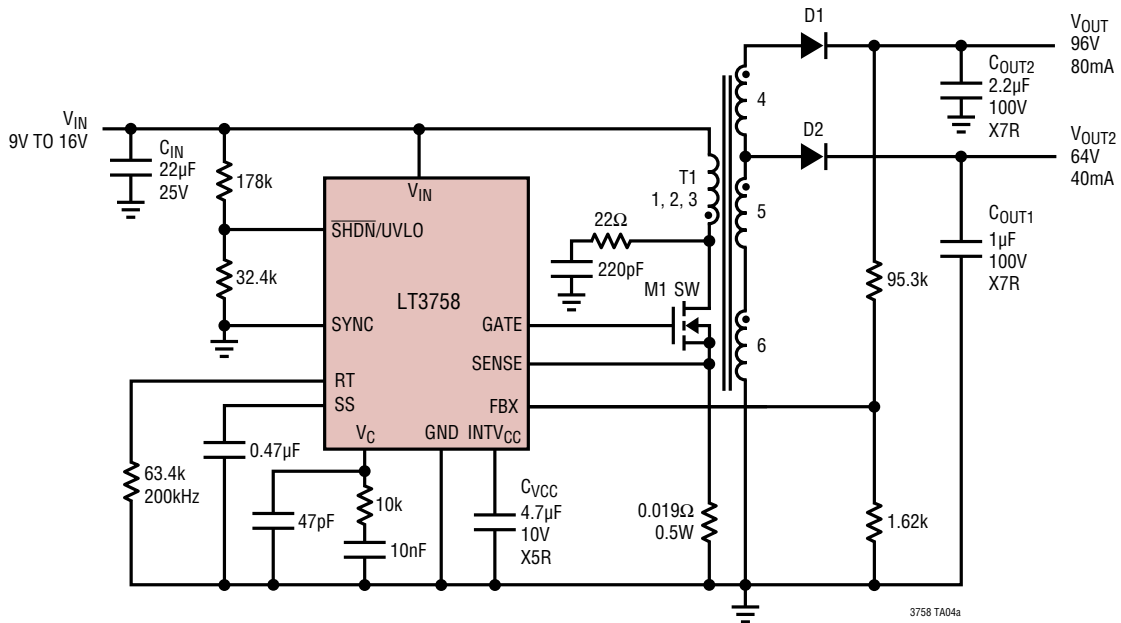 D1
VOUT
96V
80mA
COUT2
2.2µF
100V
X7R
4
D2
VOUT2
64V
40mA
VIN
9V TO 16V
CIN
22µF
25V
178k
VIN
T1
1, 2, 3
5
COUT1
1µF
100V
X7R
SHDN/UVLO
22Ω
220pF
32.4k
95.3k
LT3758
M1 SW
SYNC
GATE
6
SENSE
RT
SS
FBX
VC
GND
INTVCC
0.47µF
63.4k
200kHz
10k
47pF
10nF
CVCC
4.7µF
10V
X5R
0.019Ω
0.5W
1.62k
3758 TA04a